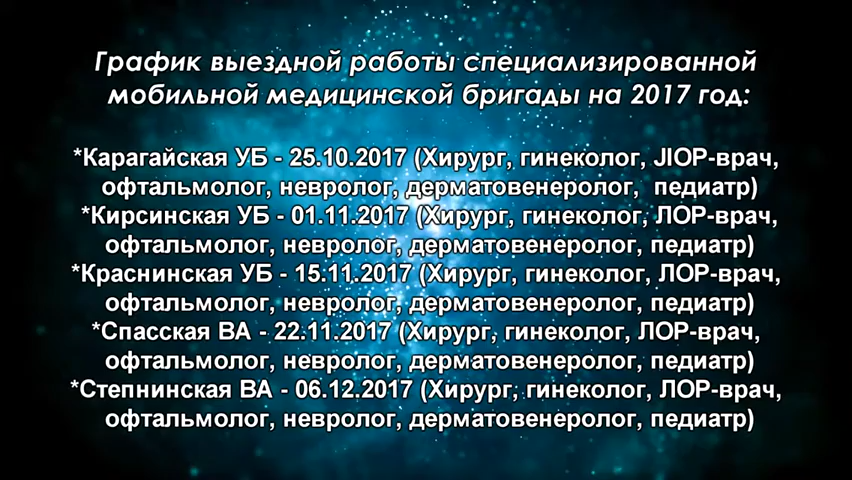 График выездной работы специализированной
мобильной медицинской бригады на 2017 год:
*Карагайская УБ - 25.10.2017 (Хирург, гинеколог, JIOP-врач,
офтальмолог, невролог, дерматовенеролог, педиатр)
*Кирсинская УБ - 01.11.2017 (Хирург, гинеколог, ЛОР-врач,
офтальмолог, невролог, дерматовенеролог, педиатр)
*Краснинская УБ - 15.11.2017 (Хирург, гинеколог, ЛОР-врач,
офтальмолог, невролог, дерматовенеролог, педиатр)
*Спасская ВА - 22.11.2017 (Хирург, гинеколог, ЛОР-врач,
офтальмолог, невролог, дерматовенеролог, педиатр)
*Степнинская ВА - 06.12.2017 (Хирург; гинеколог, ЛОР-врач,
офтальмолог, невролог, дерматовенеролог, педиатр)